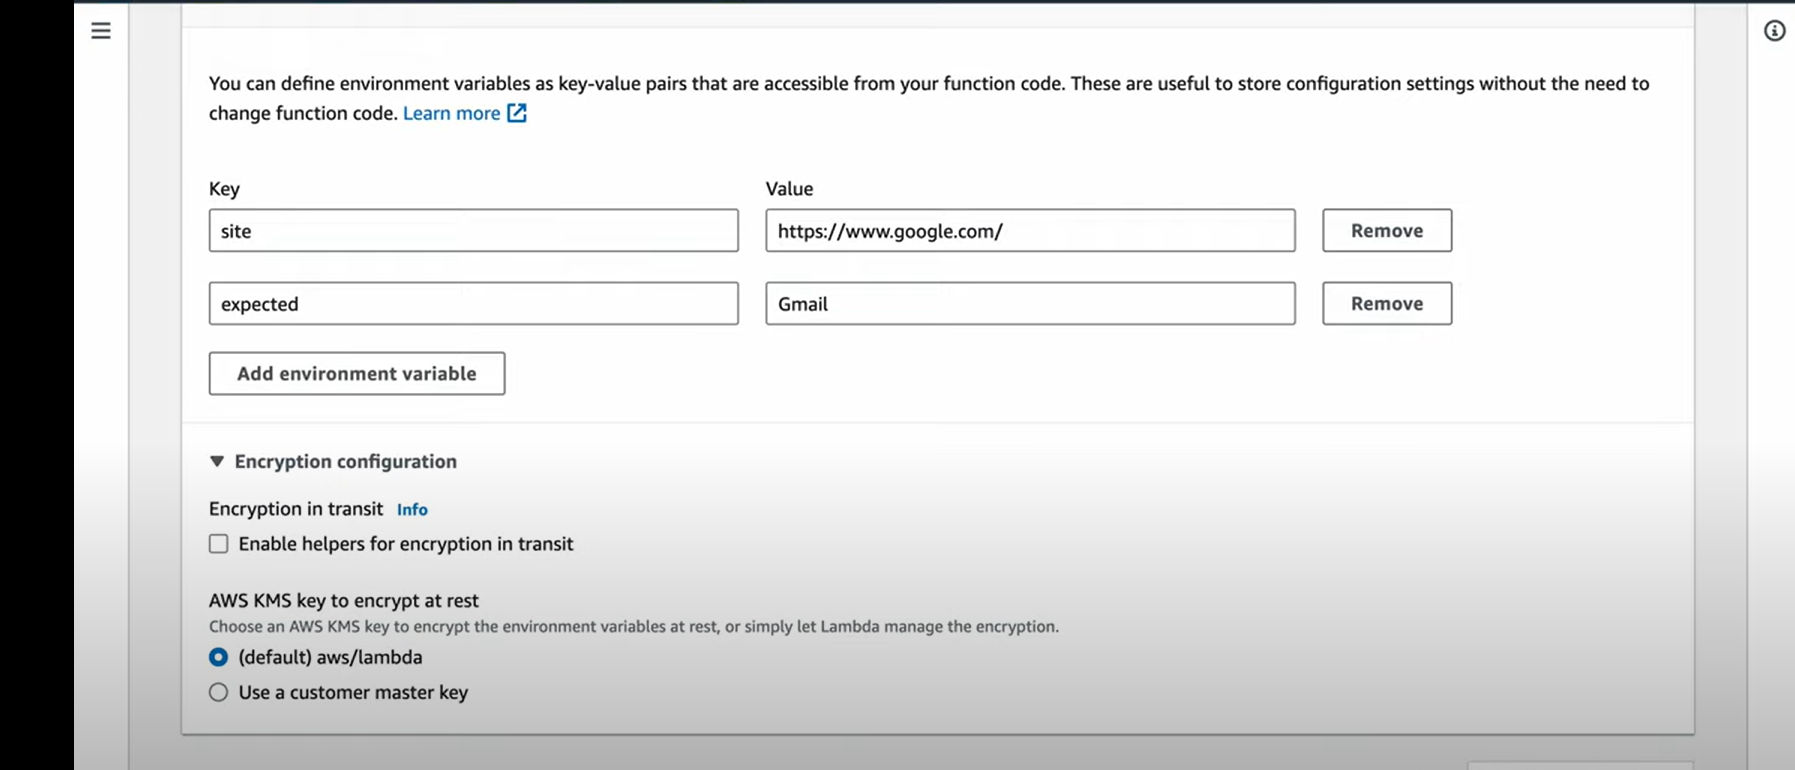 You can define environment variables as key-value pairs that are accessible from your function code. These are useful to store configuration settings without the need to
change function code. Learn more
Key
Value
site
https://www.google.com/
Remove
expected
Gmail
Remove
Add environment variable
Encryption configuration
Encryption in transit Info
Enable helpers for encryption in transit
AWS KMS key to encrypt at rest
Choose an AWS KMS key to encrypt the environment variables at rest, or simply let Lambda manage the encryption.
(default) aws/lambda
Use a customer master key